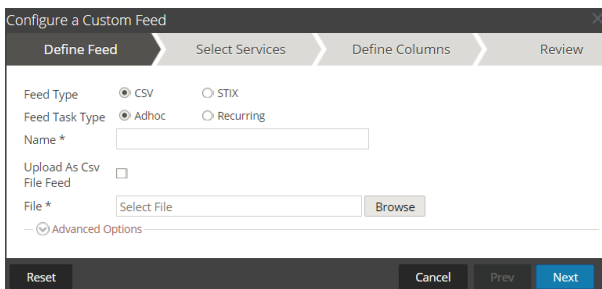 Configure a Custom Feed
Define Feed Select Services Define Columns Review
Feed Type CSV STIX
Feed Task Type Adhoc Recurring
Name *
Upload As Csv
File Feed
File * Select File Browse
Advanced Options
Reset Cancel Prev Next